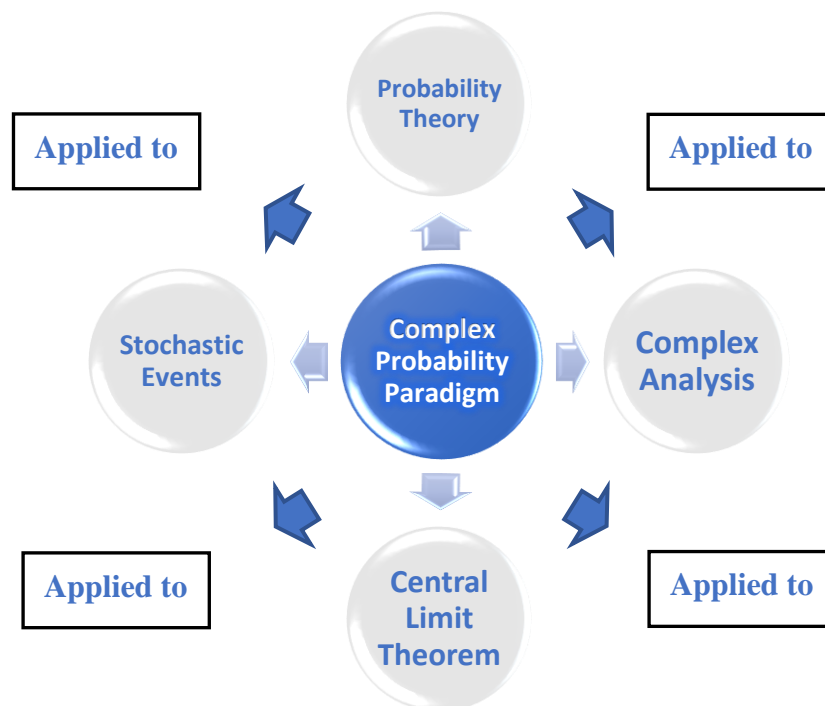 Probability
Theory
Applied to
Applied to
Stochastic
Events
Complex
Probability
Paradigm
Complex
Analysis
Applied to
Applied to
Central
Limit
Theorem